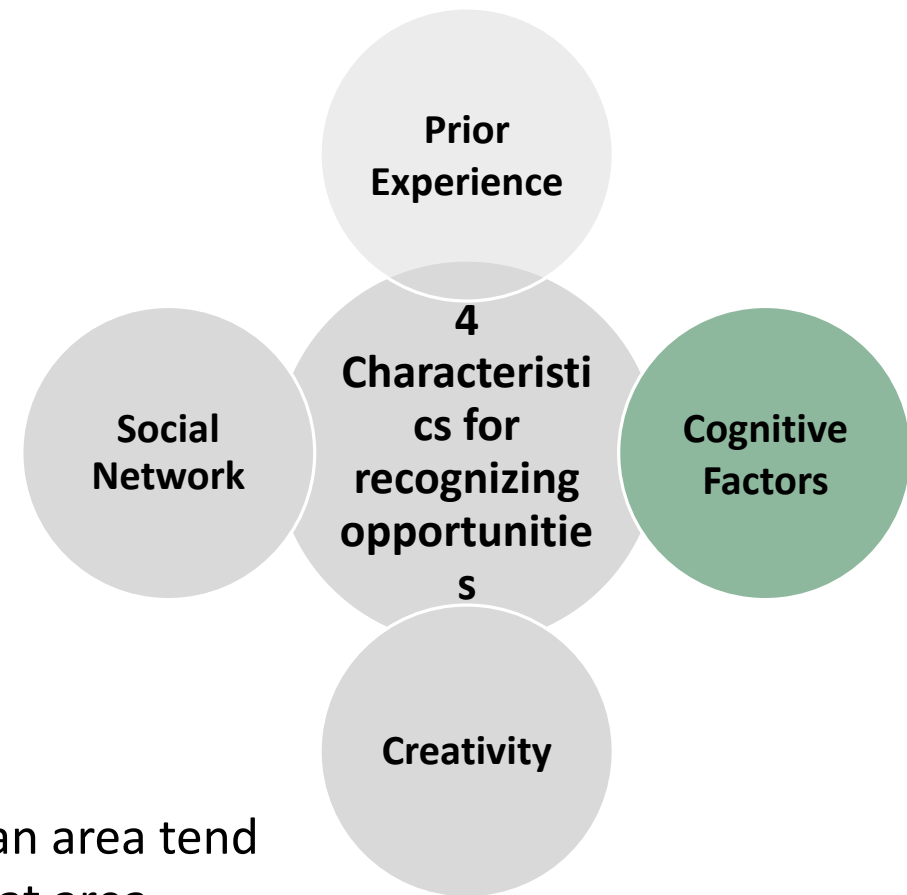 Prior
Experience
4
Characteristi
cs for
recognizing
opportunitie
s
Social
Network
Cognitive
Factors
Creativity
an area tend